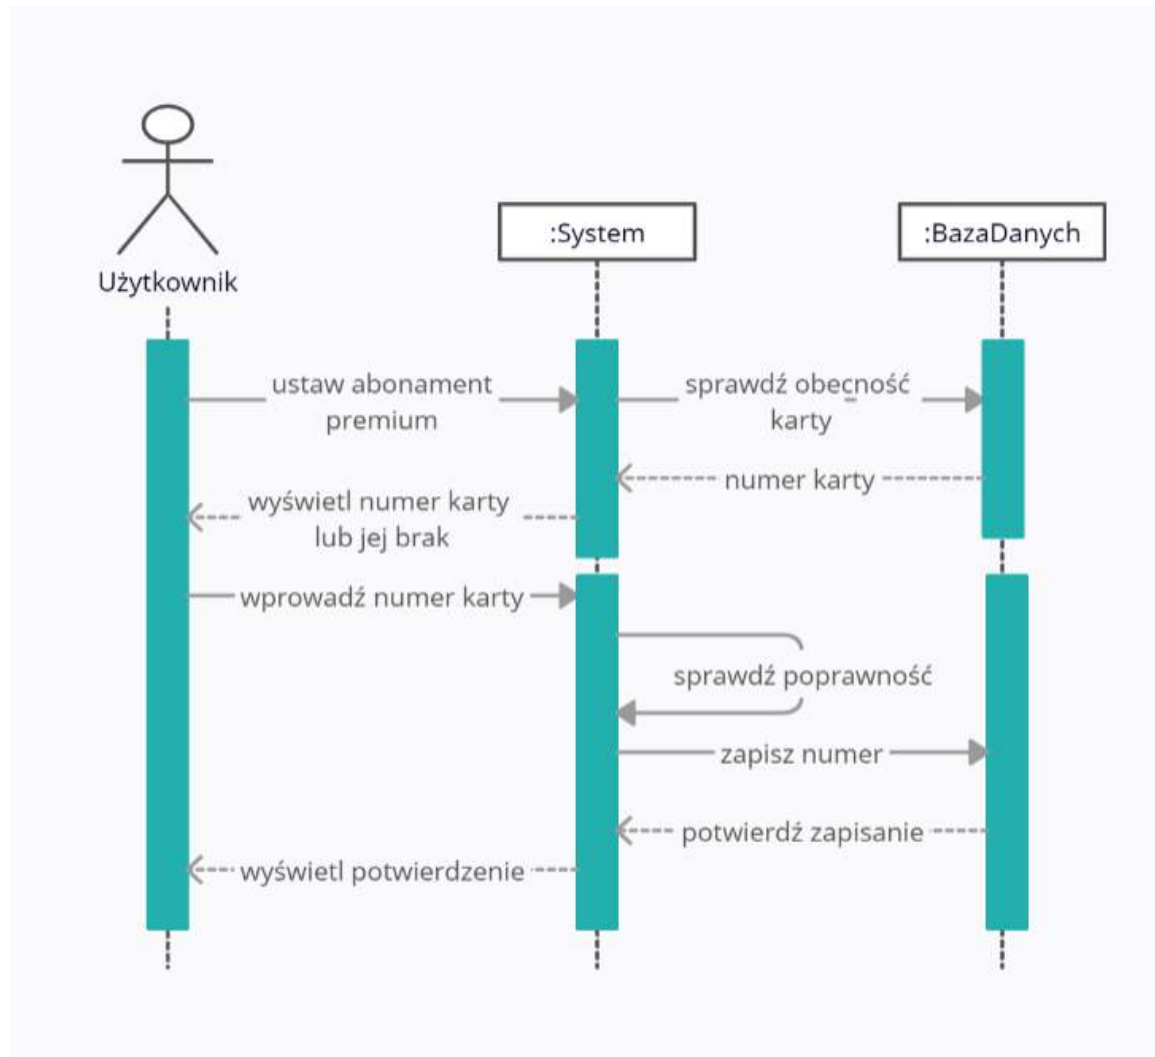 :System
:BazaDanych
Użytkownik
ustaw abonament
premium
sprawdź obecność
karty
numer karty
wyświetl numer karty
lub jej brak
wprowadź numer karty
sprawdź poprawność
zapisz numer
potwierdź zapisanie
wyświetl potwierdzenie